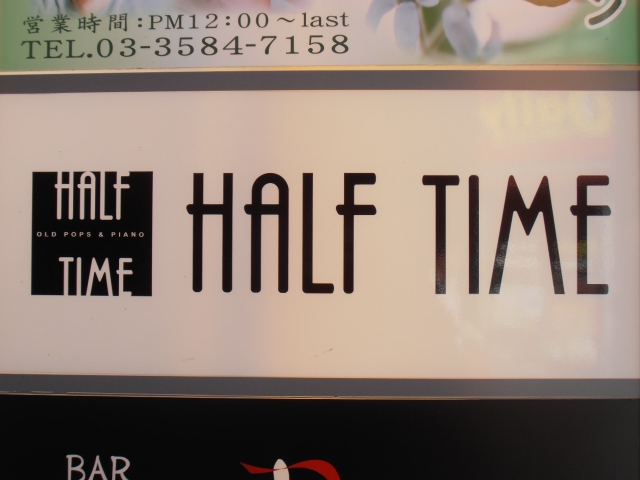 営業時間:PM12:00～last
TEL.03-3584-7158
HALF
OLD POPS & PIANO
TIME
HALF TIME
BAR